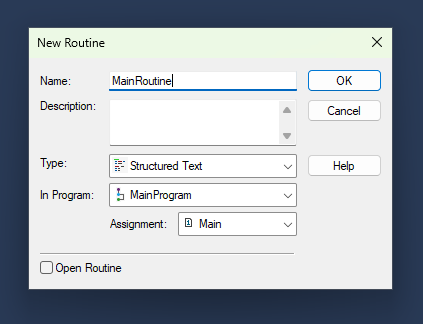 New Routine
Name: MainRoutine OK
Description: Cancel
Type: Structured Text Help
In Program: MainProgram
Assignment: Main
Open Routine